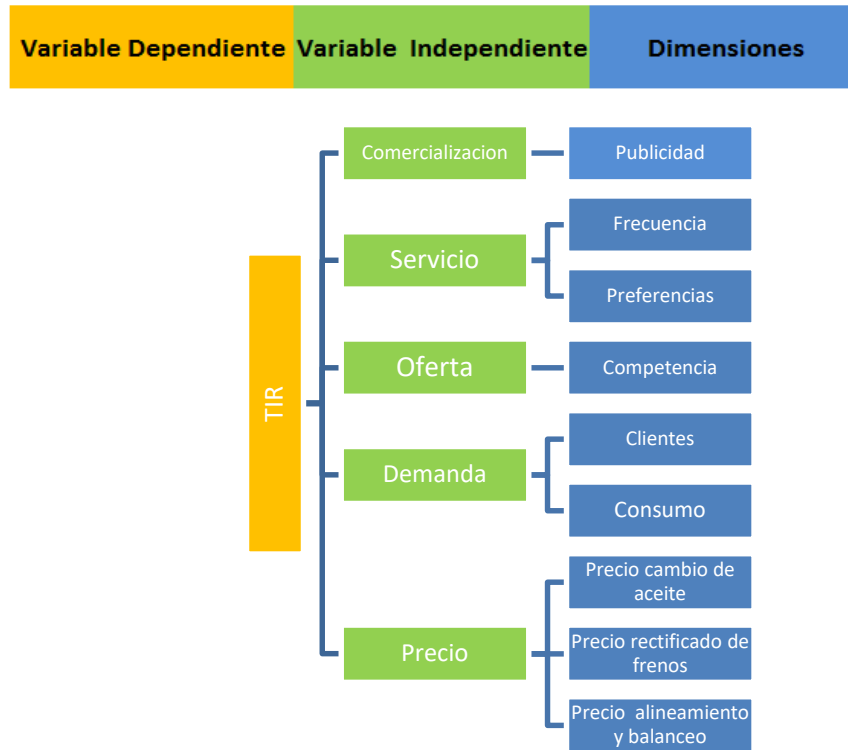 Variable Dependiente
Variable Independiente
Dimensiones
TIR
Comercializacion
Publicidad
Servicio
Frecuencia
Preferencias
Oferta
Competencia
Demanda
Clientes
Consumo
Precio
Precio cambio de
aceite
Precio rectificado de
frenos
Precio alineamiento
y balanceo